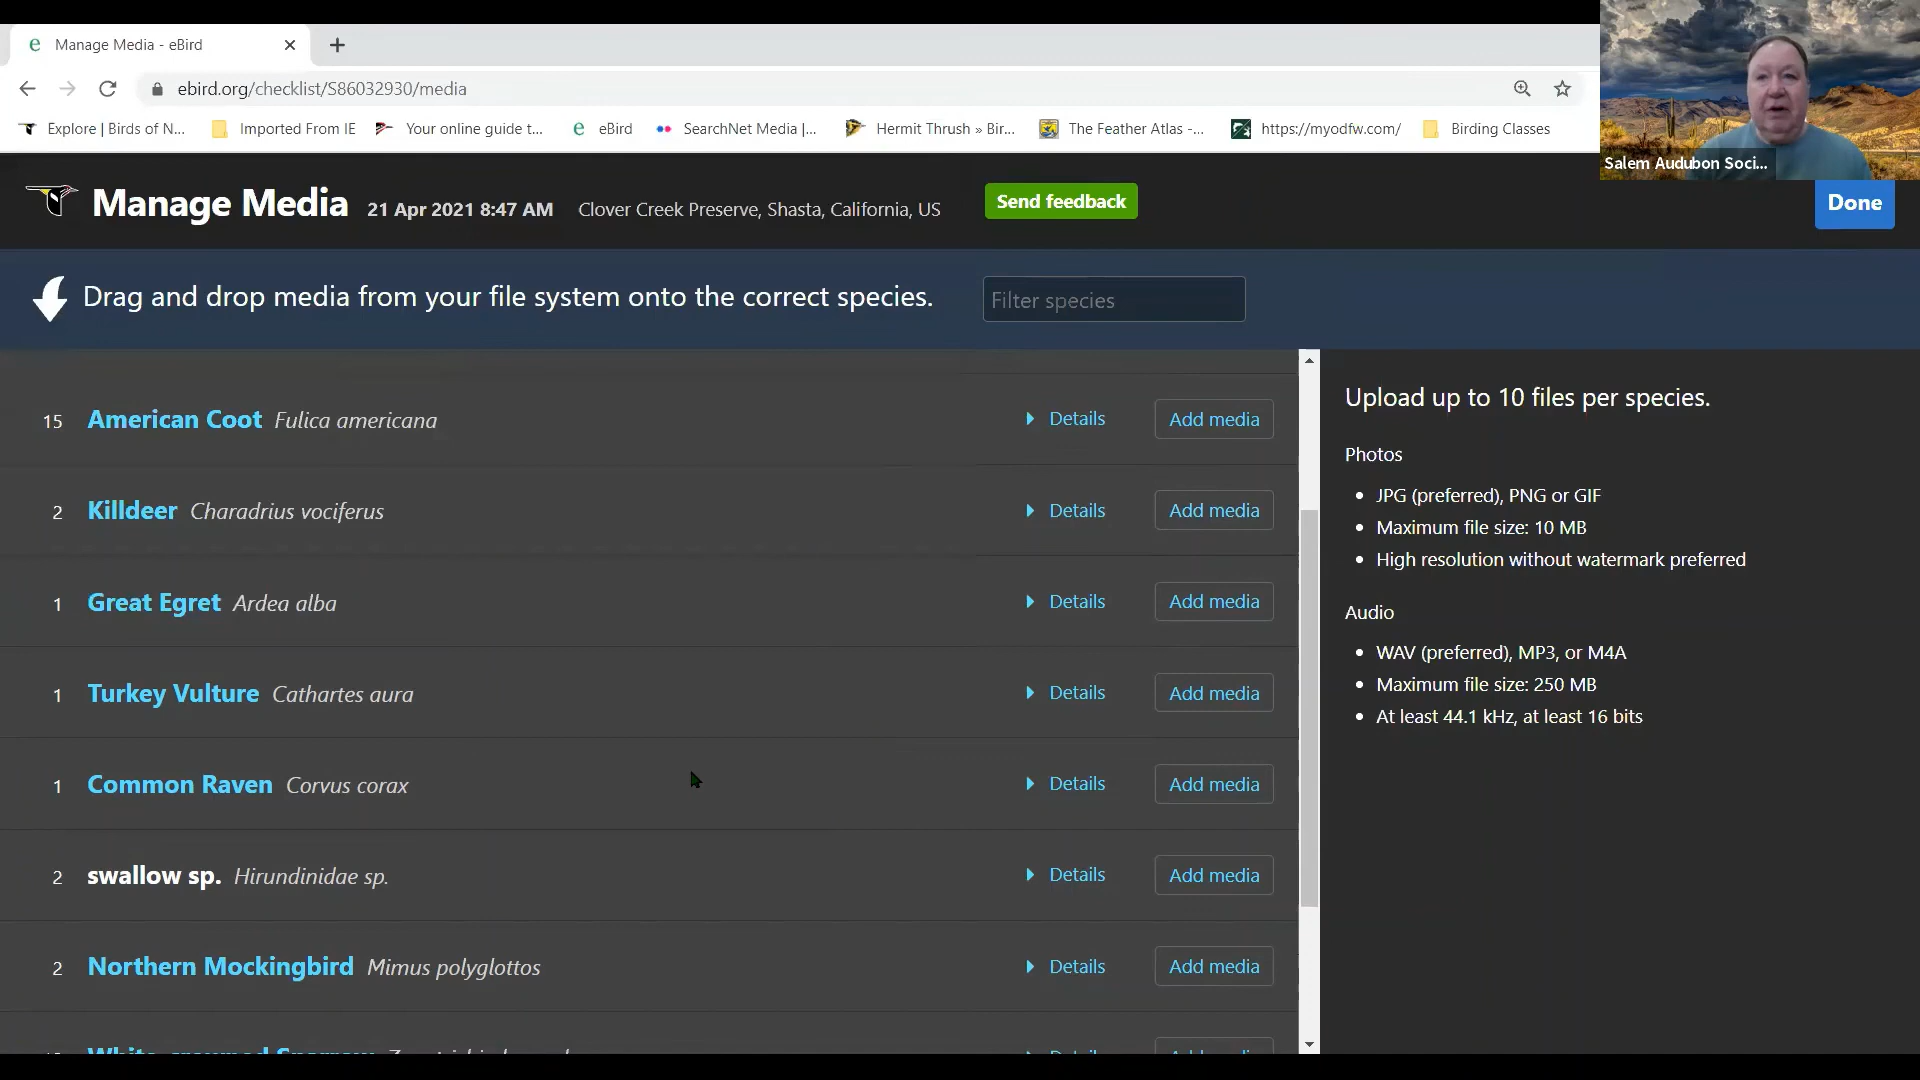 Manage Media - eBird
ebird.org/checklist/S86032930/media
Explore | Birds of N... Imported From IE Your online guide t... eBird SearchNet Media |... Hermit Thrush » Bir... The Feather Atlas -... https://myodfw.com/ Birding Classes
Salem Audubon Soci...
Manage Media 21 Apr 2021 8:47 AM Clover Creek Preserve, Shasta, California, US Send feedback Done
Drag and drop media from your file system onto the correct species. Filter species
15 American Coot Fulica americana Details Add media
2 Killdeer Charadrius vociferus Details Add media
1 Great Egret Ardea alba Details Add media
1 Turkey Vulture Cathartes aura Details Add media
1 Common Raven Corvus corax Details Add media
2 swallow sp. Hirundinidae sp. Details Add media
2 Northern Mockingbird Mimus polyglottos Details Add media
White-crowned Sparrow Details Add media
Upload up to 10 files per species.
Photos
JPG (preferred), PNG or GIF
Maximum file size: 10 MB
High resolution without watermark preferred
Audio
WAV (preferred), MP3, or M4A
Maximum file size: 250 MB
At least 44.1 kHz, at least 16 bits